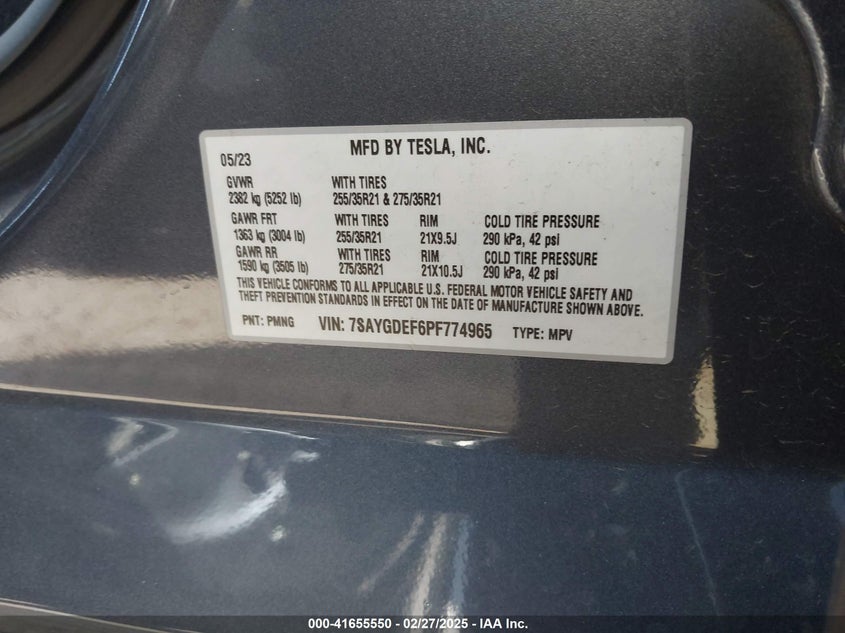 MFD BY TESLA, INC.
05/23
GVWR WITH TIRES
2382 kg (5252 lb) 255/35R21 & 275/35R21
GAWR FRT WITH TIRES RIM COLD TIRE PRESSURE
1363 kg (3004 lb) 255/35R21 21X9.5J 290 kPa, 42 psi
GAWR RR WITH TIRES RIM COLD TIRE PRESSURE
1590 kg (3505 lb) 275/35R21 21X10.5J 290 kPa, 42 psi
THIS VEHICLE CONFORMS TO ALL APPLICABLE U.S. FEDERAL MOTOR VEHICLE SAFETY AND
THEFT PREVENTION STANDARDS IN EFFECT ON THE DATE OF MANUFACTURE SHOWN ABOVE.
PNT: PMNG VIN: 7SAYGDEF6PF774965 TYPE: MPV
000-41655550 - 02/27/2025 - IAA Inc.